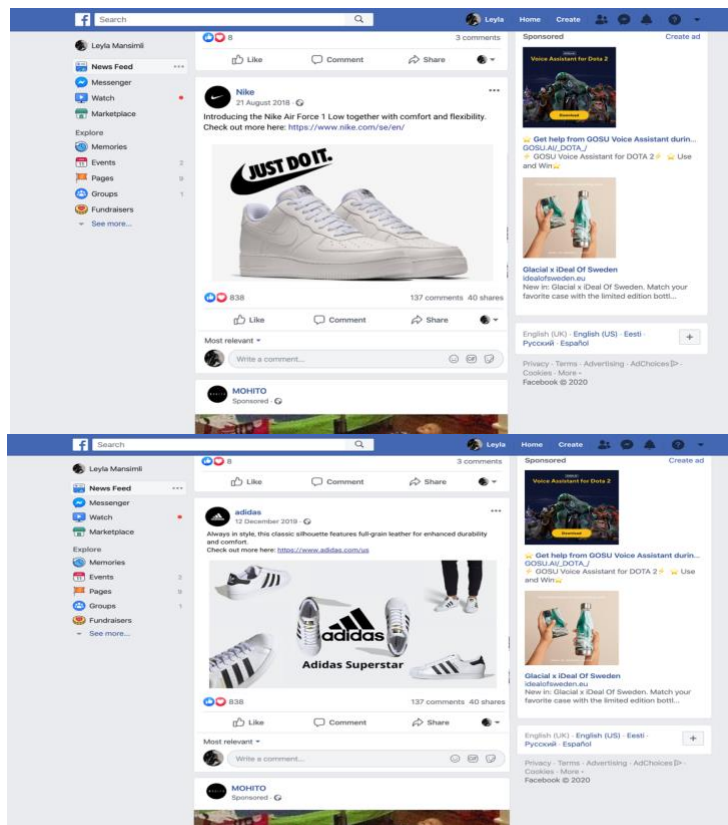 Search
Leyla Home Create
Leyla Mansimli
News Feed
Messenger
Watch
Marketplace
Explore
Memories
Events 2
Pages 9
Groups 1
Fundraisers
See more...
8 3 comments
Like Comment Share
Nike
21 August 2018 ·
Introducing the Nike Air Force 1 Low together with comfort and flexibility.
Check out more here: https://www.nike.com/se/en/
JUST DO IT.
838 137 comments 40 shares
Like Comment Share
Most relevant
Write a comment...
MOHITO
Sponsored ·
Sponsored Create ad
Voice Assistant for Dota 2
Download
Get help from GOSU Voice Assistant durin...
GOSU.AI/_DOTA_/
GOSU Voice Assistant for DOTA 2 Use
and Win
Glacial x iDeal Of Sweden
idealofsweden.eu
New in: Glacial x iDeal Of Sweden. Match your
favorite case with the limited edition bottl...
English (UK) · English (US) · Eesti ·
Русский · Español
Privacy · Terms · Advertising · AdChoices ·
Cookies · More
Facebook © 2020
Search
Leyla Home Create
Leyla Mansimli
News Feed
Messenger
Watch
Marketplace
Explore
Memories
Events 2
Pages 9
Groups 1
Fundraisers
See more...
8 3 comments
Like Comment Share
adidas
12 December 2019 ·
Always in style, this classic silhouette features full-grain leather for enhanced durability
and comfort.
Check out more here: https://www.adidas.com/us
adidas
Adidas Superstar
838 137 comments 40 shares
Like Comment Share
Most relevant
Write a comment...
MOHITO
Sponsored ·
Sponsored Create ad
Voice Assistant for Dota 2
Download
Get help from GOSU Voice Assistant durin...
GOSU.AI/_DOTA_/
GOSU Voice Assistant for DOTA 2 Use
and Win
Glacial x iDeal Of Sweden
idealofsweden.eu
New in: Glacial x iDeal Of Sweden. Match your
favorite case with the limited edition bottl...
English (UK) · English (US) · Eesti ·
Русский · Español
Privacy · Terms · Advertising · AdChoices ·
Cookies · More
Facebook © 2020